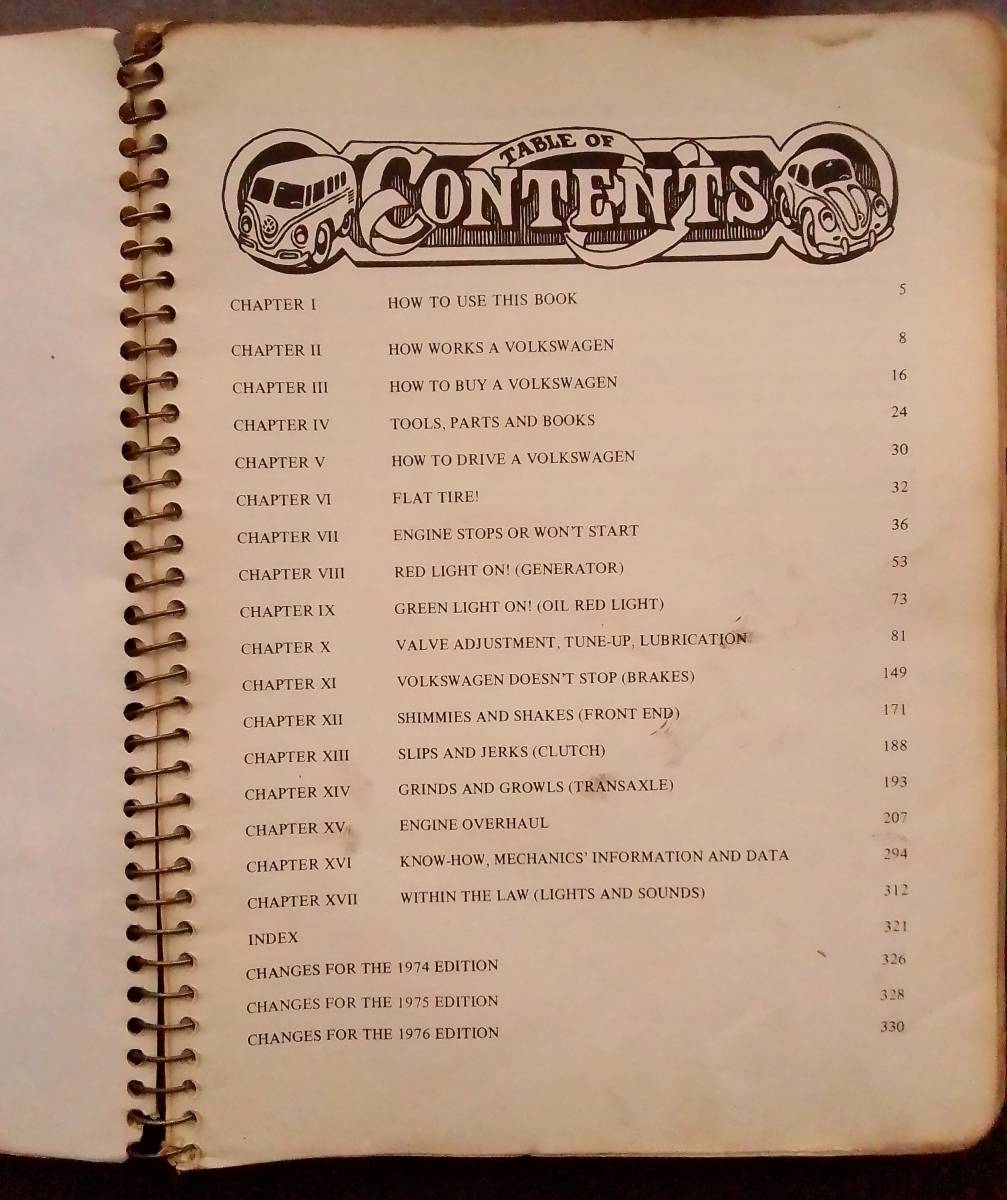 TABLE OF
CONTENTS
CHAPTER I HOW TO USE THIS BOOK 5
CHAPTER II HOW WORKS A VOLKSWAGEN 8
CHAPTER III HOW TO BUY A VOLKSWAGEN 16
CHAPTER IV TOOLS, PARTS AND BOOKS 24
CHAPTER V HOW TO DRIVE A VOLKSWAGEN 30
CHAPTER VI FLAT TIRE! 32
CHAPTER VII ENGINE STOPS OR WON'T START 36
CHAPTER VIII RED LIGHT ON! (GENERATOR) 53
CHAPTER IX GREEN LIGHT ON! (OIL RED LIGHT) 73
CHAPTER X VALVE ADJUSTMENT, TUNE-UP, LUBRICATION 81
CHAPTER XI VOLKSWAGEN DOESN'T STOP (BRAKES) 149
CHAPTER XII SHIMMIES AND SHAKES (FRONT END) 171
CHAPTER XIII SLIPS AND JERKS (CLUTCH) 188
CHAPTER XIV GRINDS AND GROWLS (TRANSAXLE) 193
CHAPTER XV ENGINE OVERHAUL 207
CHAPTER XVI KNOW-HOW, MECHANICS' INFORMATION AND DATA 294
CHAPTER XVII WITHIN THE LAW (LIGHTS AND SOUNDS) 312
INDEX 321
CHANGES FOR THE 1974 EDITION 326
CHANGES FOR THE 1975 EDITION 328
CHANGES FOR THE 1976 EDITION 330